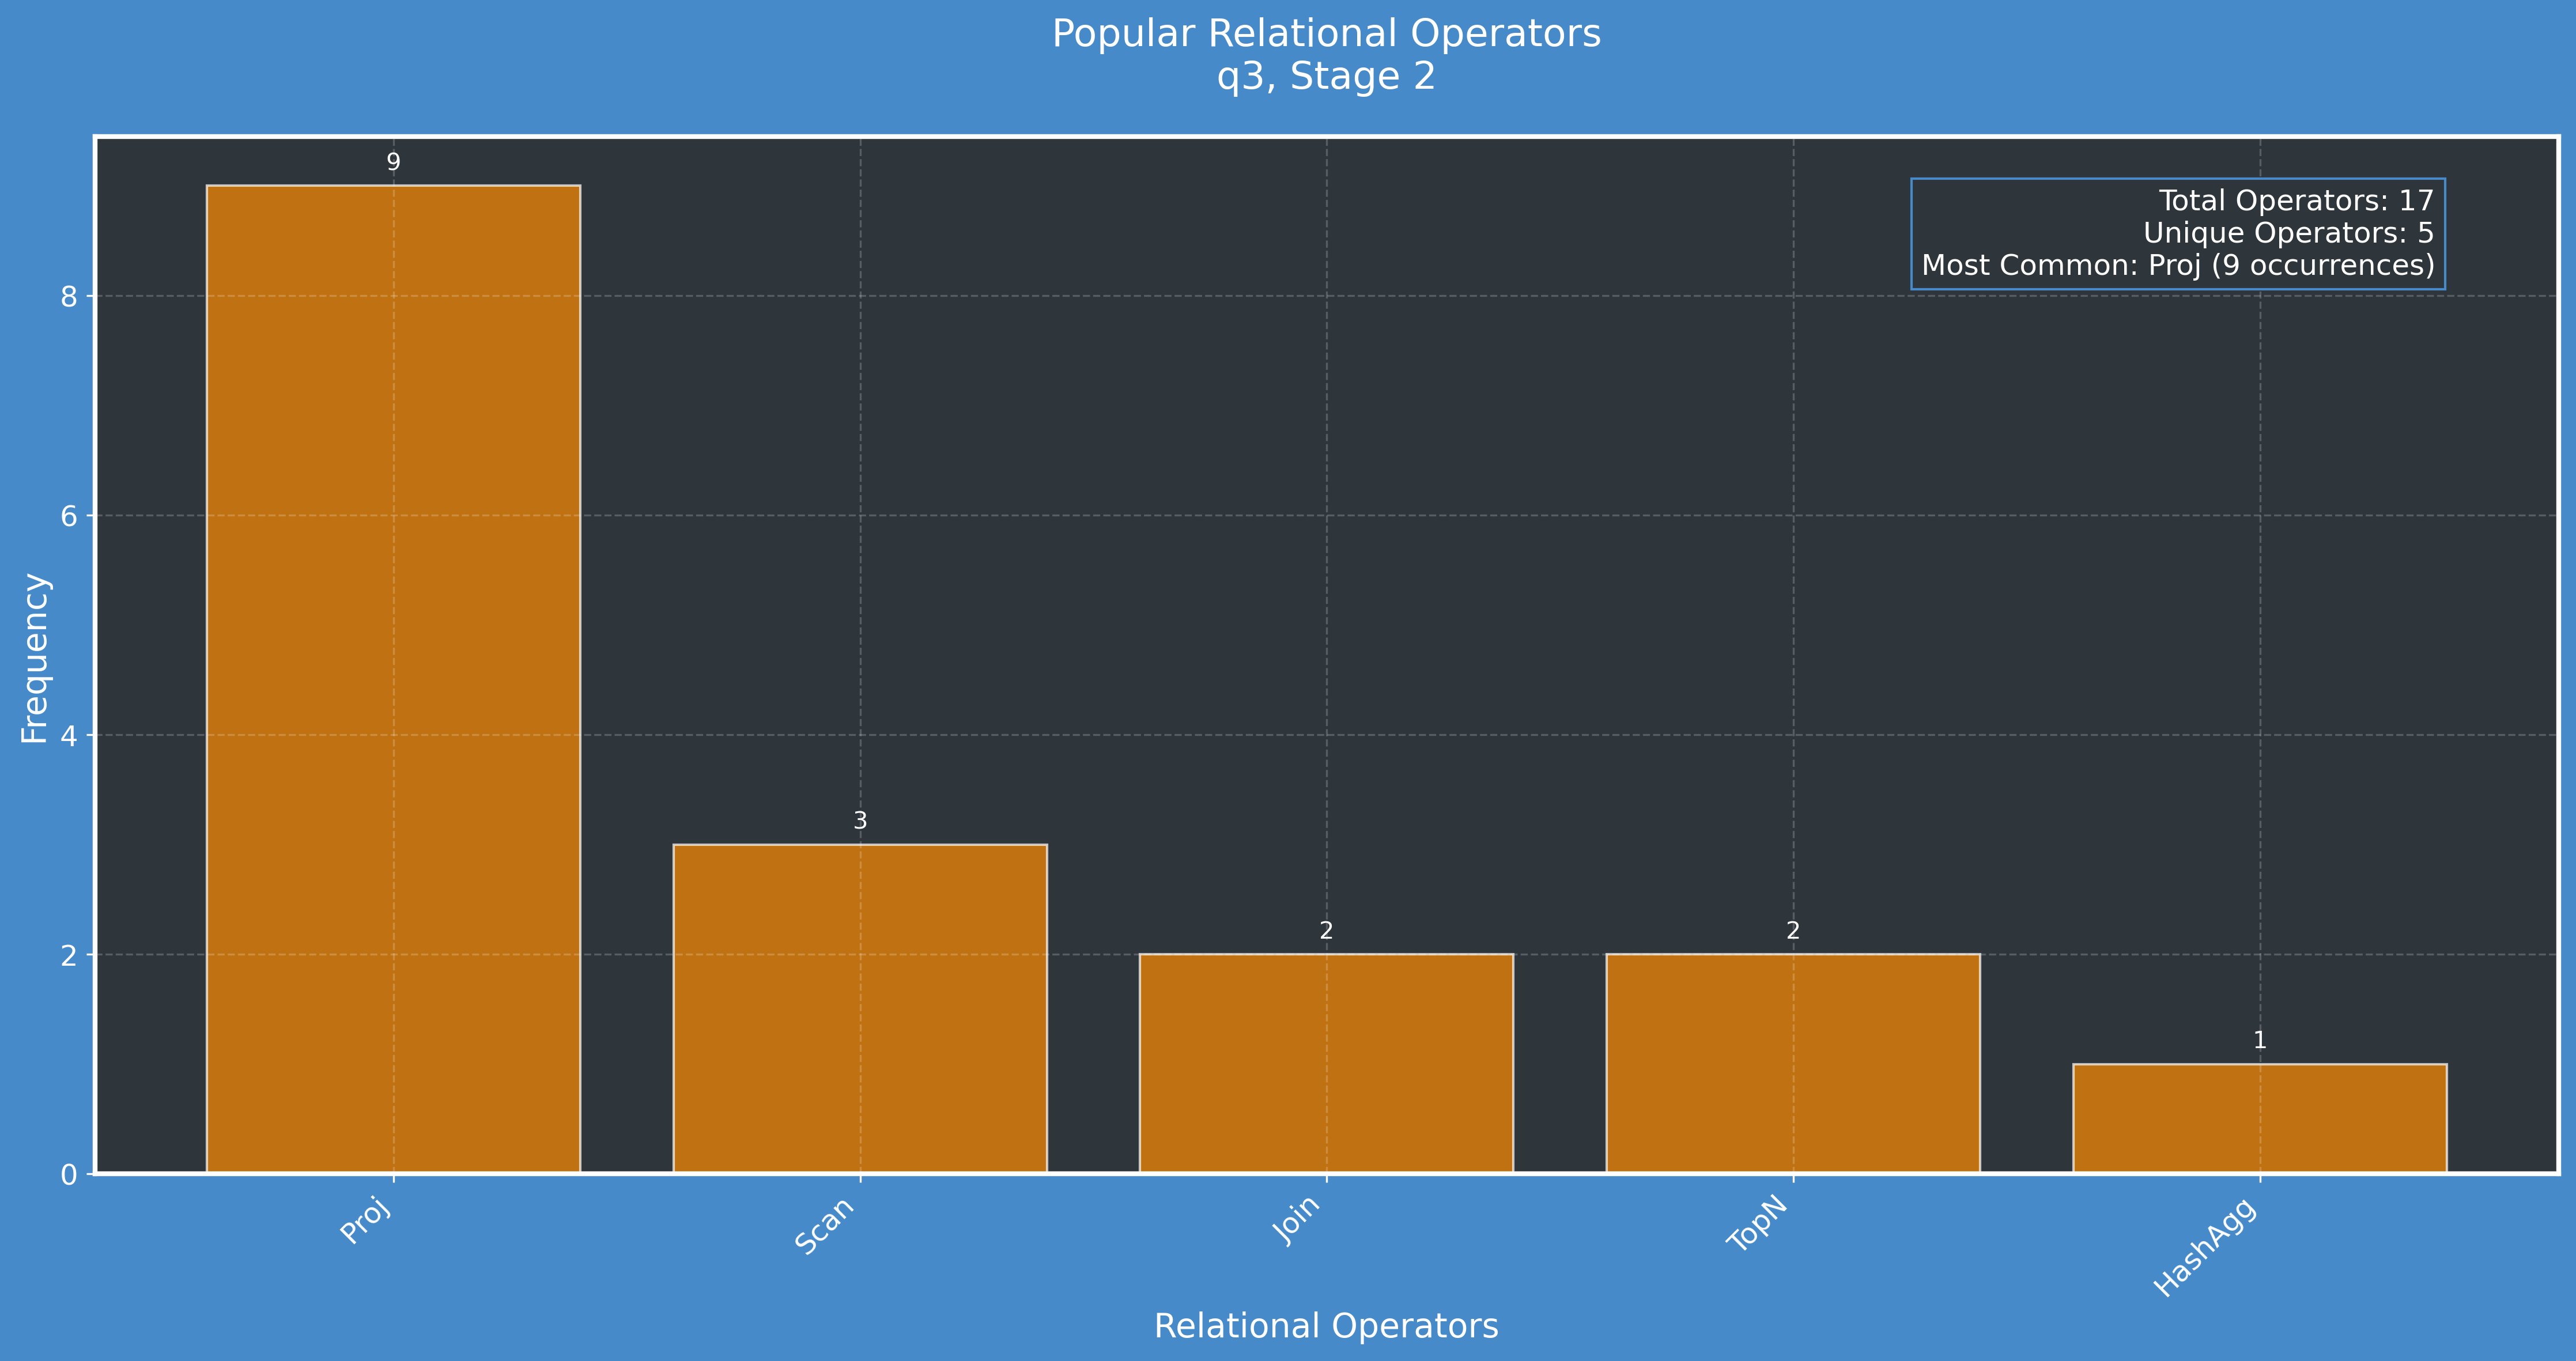 Popular Relational Operators
q3, Stage 2
9
Total Operators: 17
Unique Operators: 5
Most Common: Proj (9 occurrences)
8
6
Frequency
4
3
2
2
2
1
0
Proj
Scan
Join
TopN
HashAgg
Relational Operators